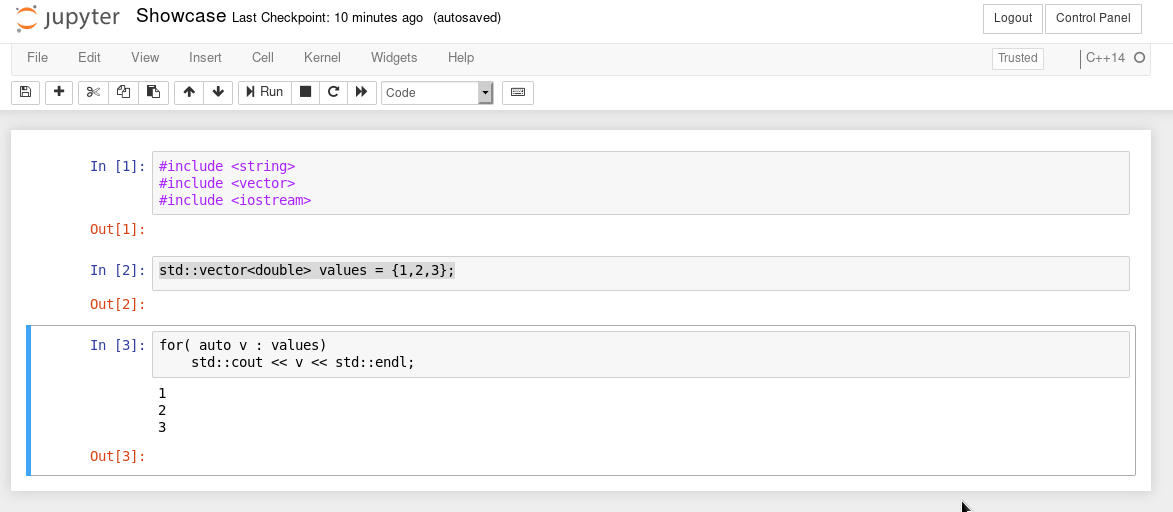 jupyter Showcase Last Checkpoint: 10 minutes ago (autosaved) Logout Control Panel
File Edit View Insert Cell Kernel Widgets Help Trusted C++14
Run Code
In [1]: #include <string>
#include <vector>
#include <iostream>
Out[1]:
In [2]: std::vector<double> values = {1,2,3};
Out[2]:
In [3]: for( auto v : values)
    std::cout << v << std::endl;
1
2
3
Out[3]: